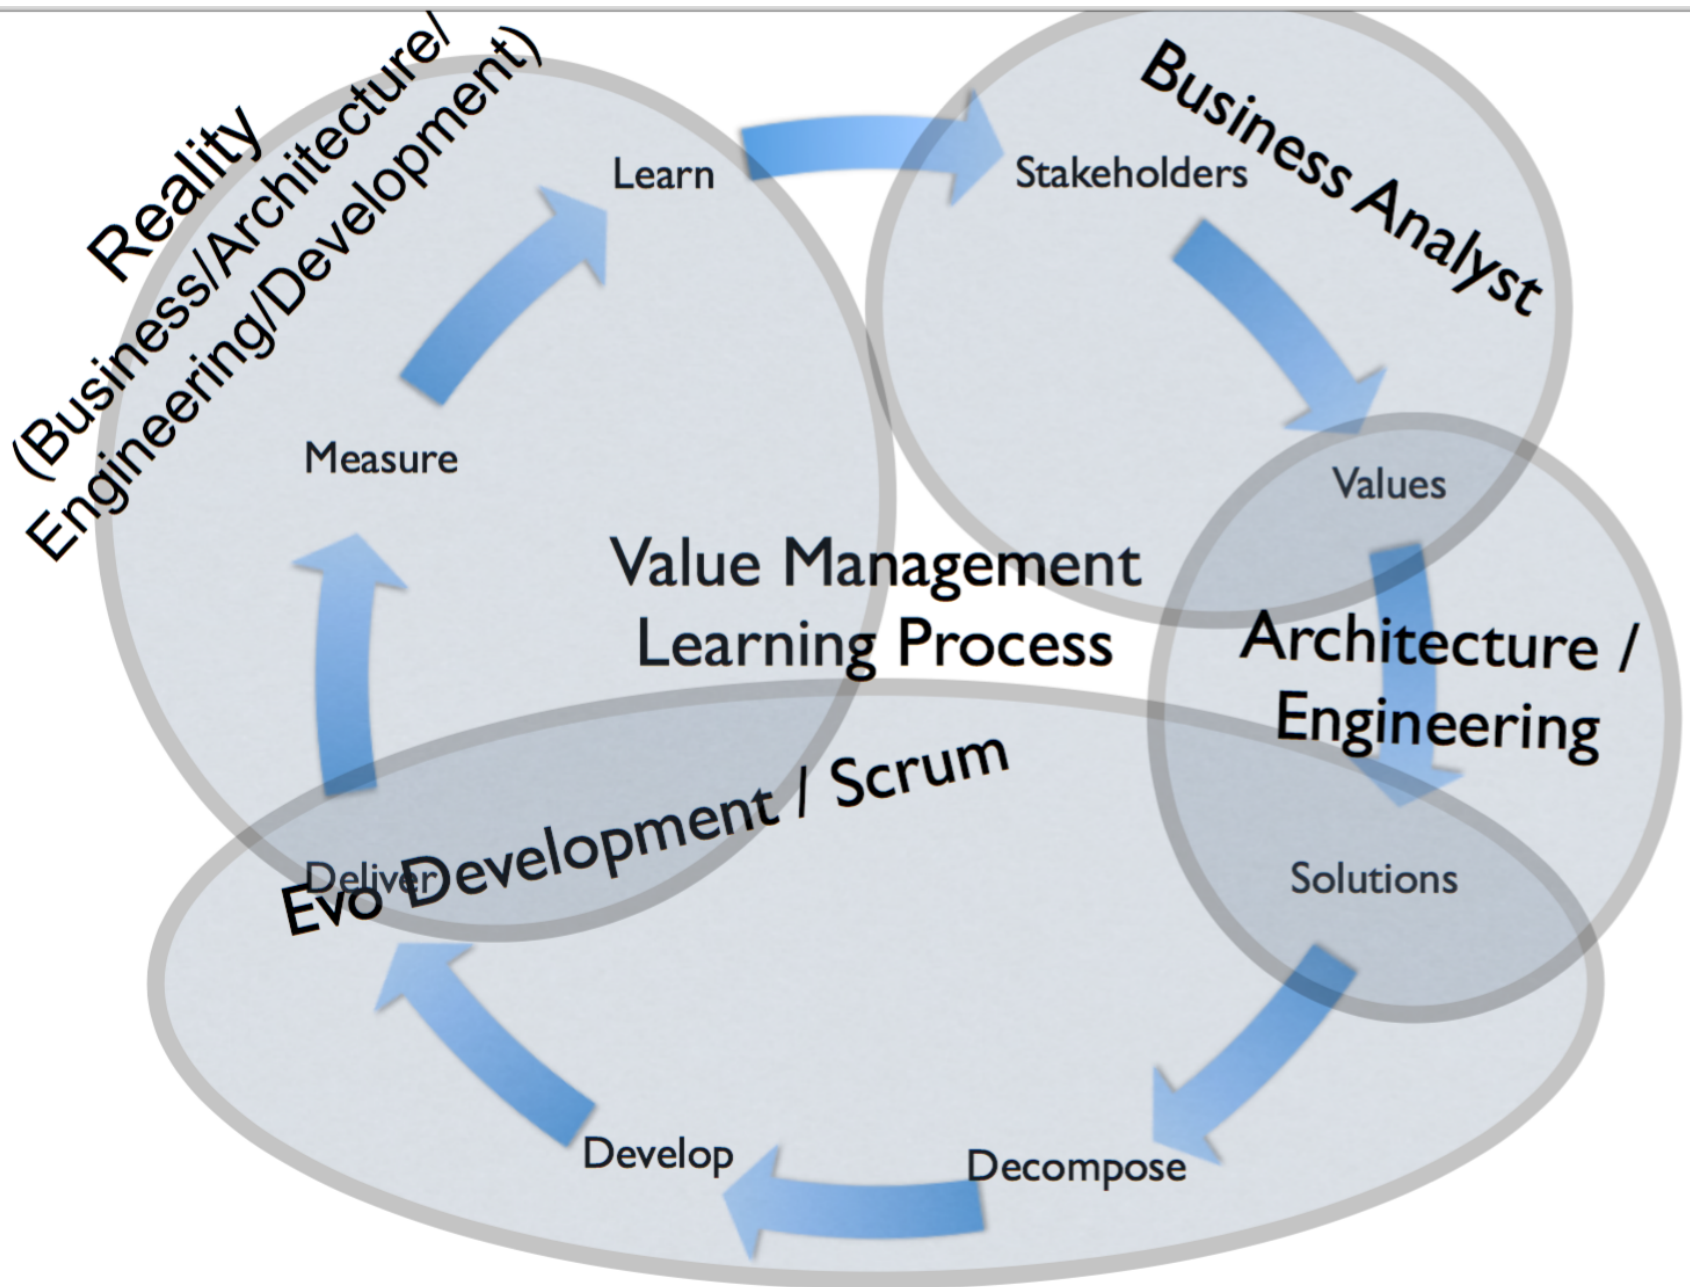 Reality
(Business/Architecture/
Engineering/Development)
Business Analyst
Learn
Stakeholders
Measure
Values
Value Management
Learning Process
Architecture /
Engineering
Evo Development / Scrum
Deliver
Solutions
Develop
Decompose